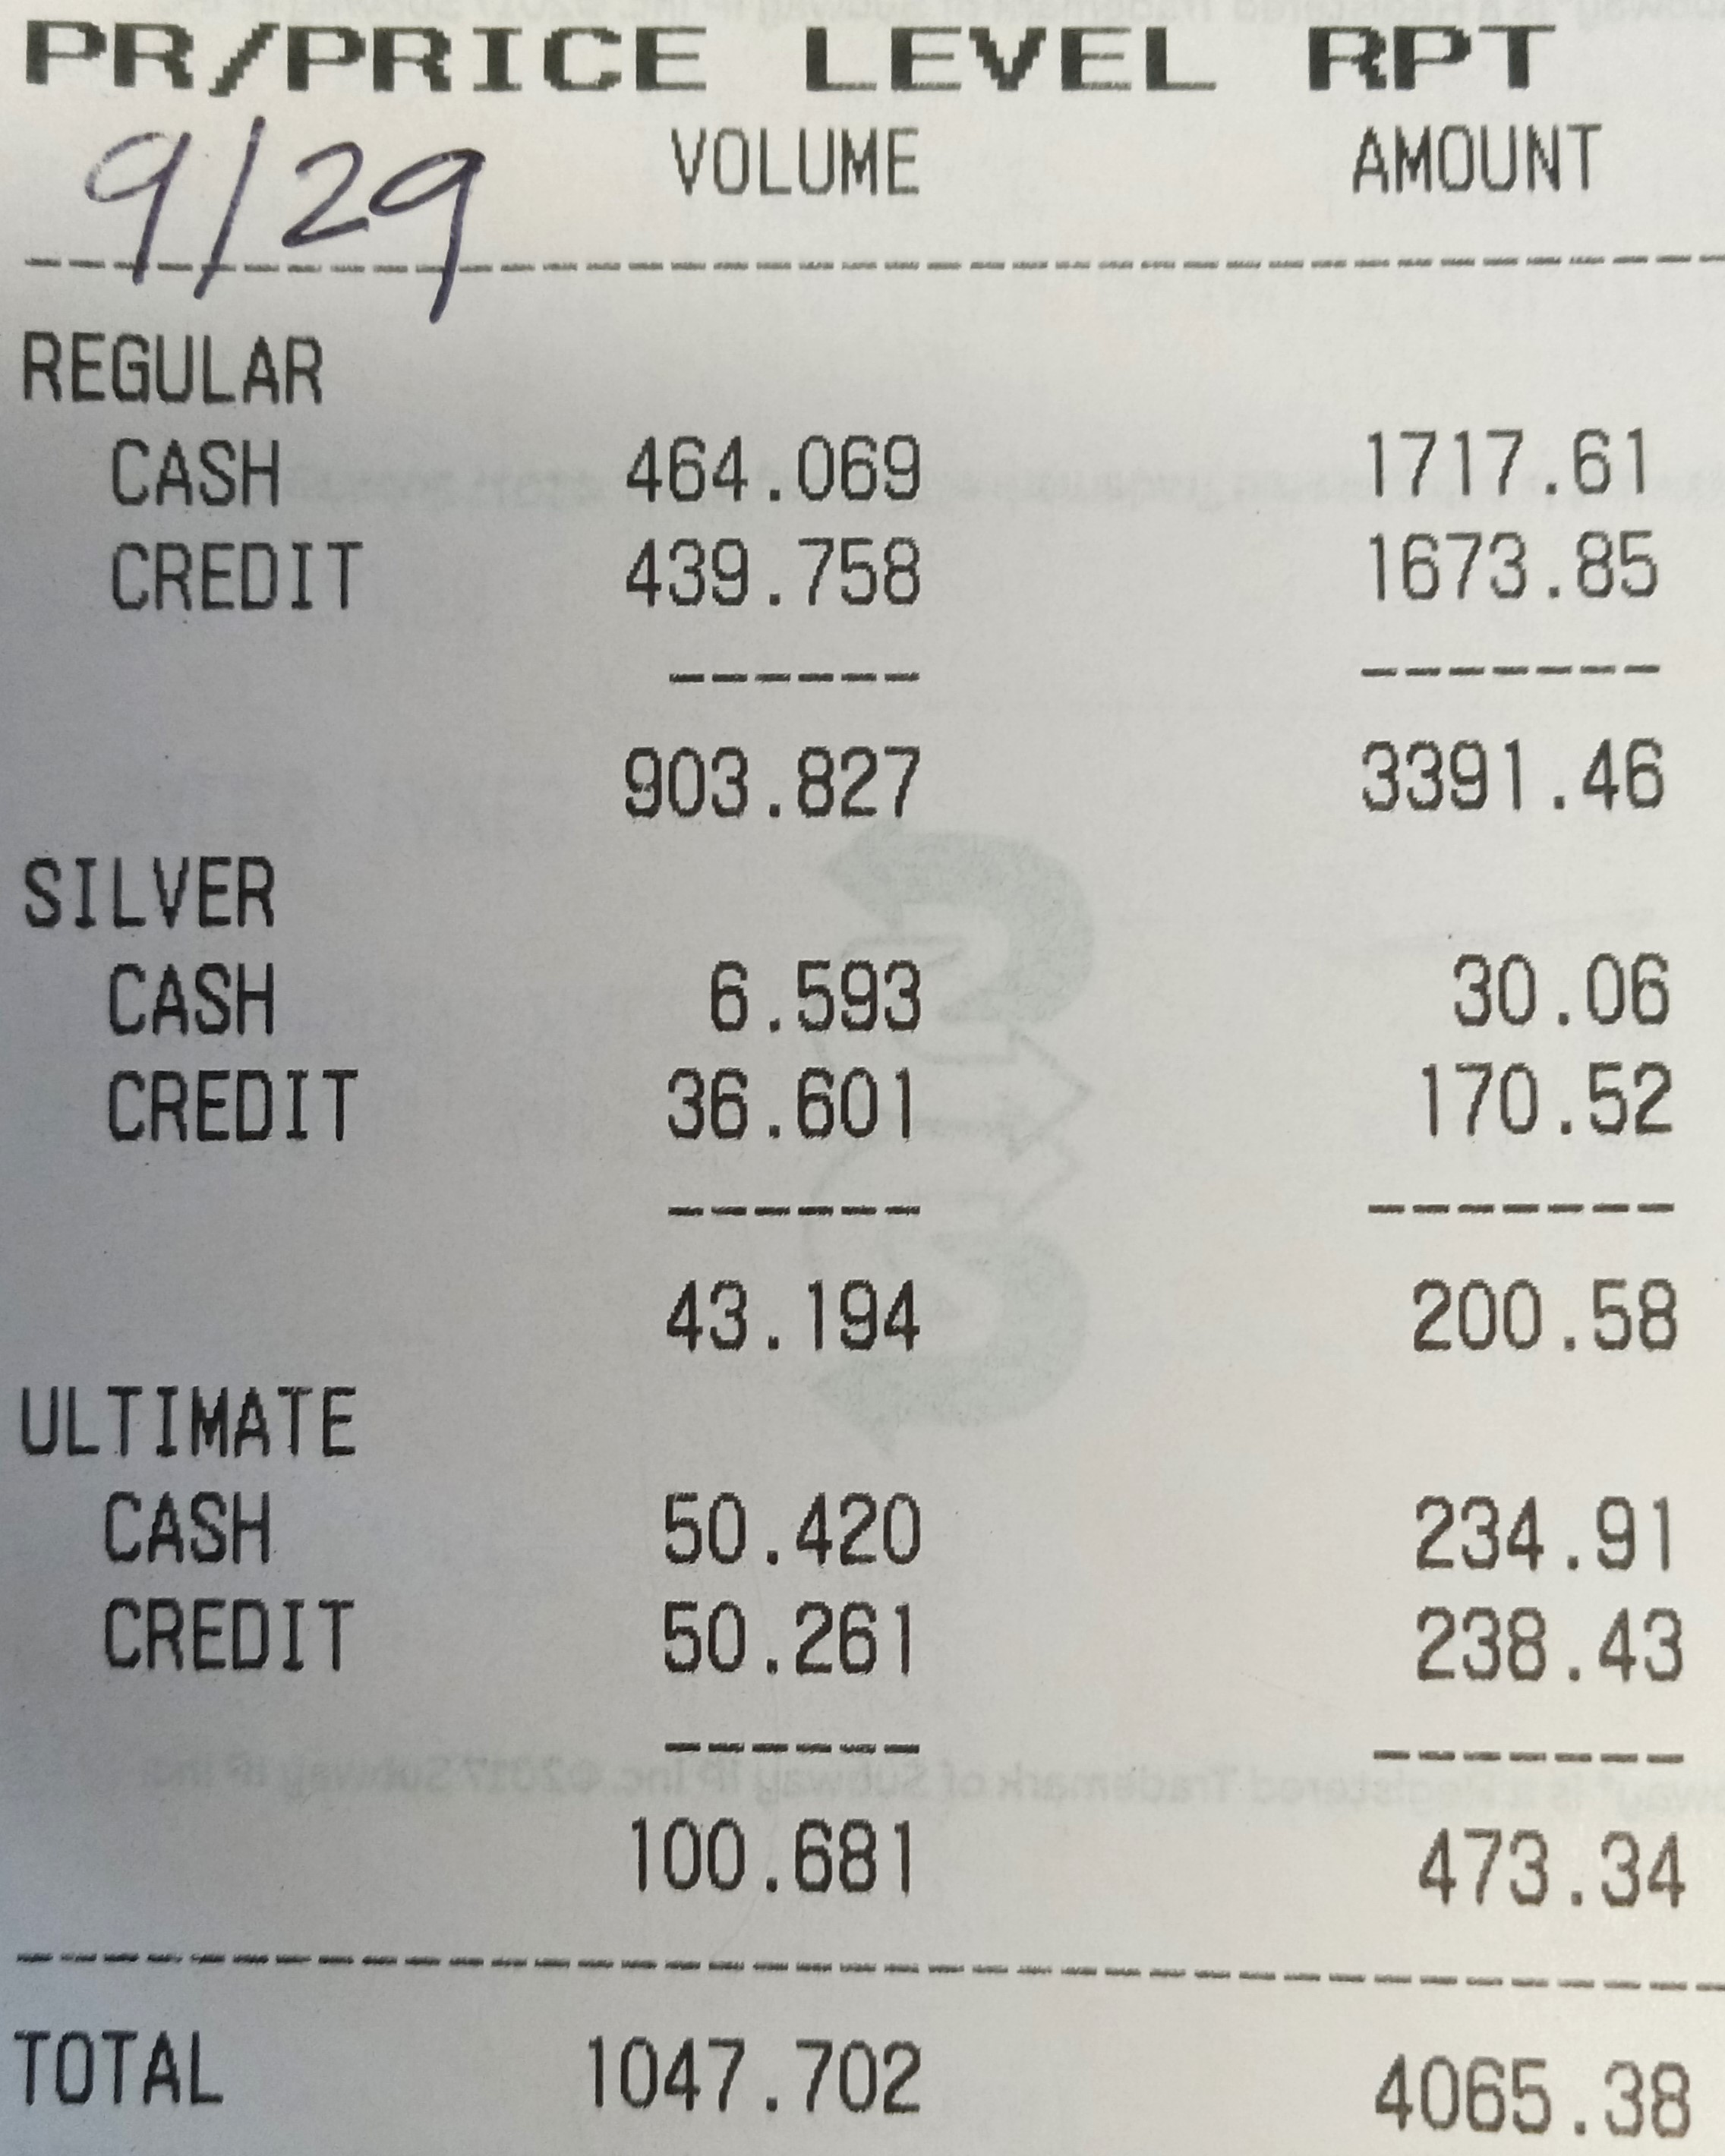 PR/PRICE LEVEL RPT
VOLUME AMOUNT
9/29
REGULAR
CASH 464.069 1717.61
CREDIT 439.758 1673.85
903.827 3391.46
SILVER
CASH 6.593 30.06
CREDIT 36.601 170.52
43.194 200.58
ULTIMATE
CASH 50.420 234.91
CREDIT 50.261 238.43
is a Registered Trademark of Subway IP Inc. ©2017 Subway IP Inc.
100.681 473.34
TOTAL 1047.702 4065.38